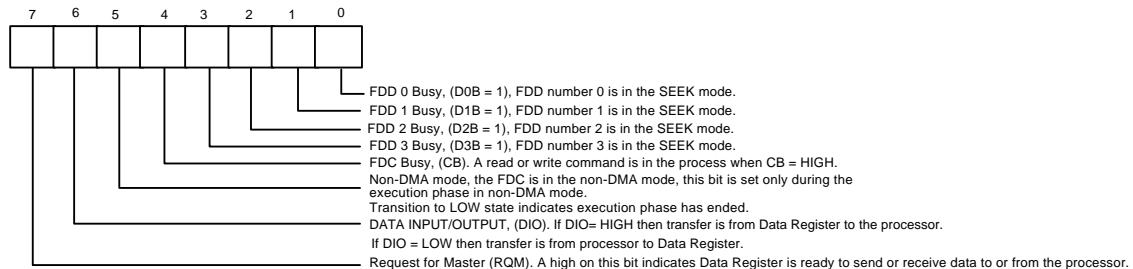 7 6 5 4 3 2 1 0
FDD 0 Busy, (D0B = 1), FDD number 0 is in the SEEK mode.
FDD 1 Busy, (D1B = 1), FDD number 1 is in the SEEK mode.
FDD 2 Busy, (D2B = 1), FDD number 2 is in the SEEK mode.
FDD 3 Busy, (D3B = 1), FDD number 3 is in the SEEK mode.
FDC Busy, (CB). A read or write command is in the process when CB = HIGH.
Non-DMA mode, the FDC is in the non-DMA mode, this bit is set only during the
execution phase in non-DMA mode.
Transition to LOW state indicates execution phase has ended.
DATA INPUT/OUTPUT, (DIO). If DIO= HIGH then transfer is from Data Register to the processor.
If DIO = LOW then transfer is from processor to Data Register.
Request for Master (RQM). A high on this bit indicates Data Register is ready to send or receive data to or from the processor.